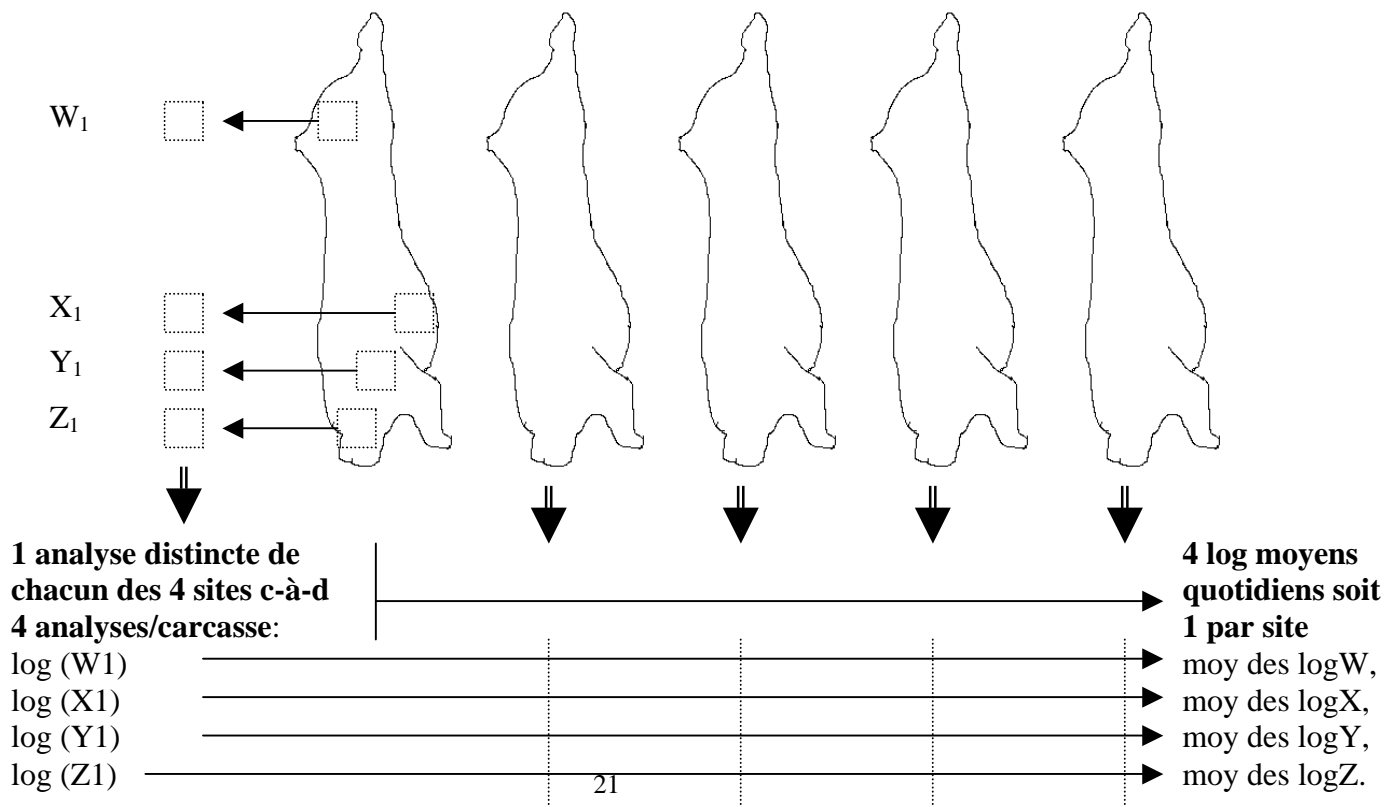 W₁
X₁
Y₁
Z₁
1 analyse distincte de
chacun des 4 sites c-à-d
4 analyses/carcasse:
log (W1)
log (X1)
log (Y1)
log (Z1)
4 log moyens
quotidiens soit
1 par site
moy des logW,
moy des logX,
moy des logY,
moy des logZ.
21